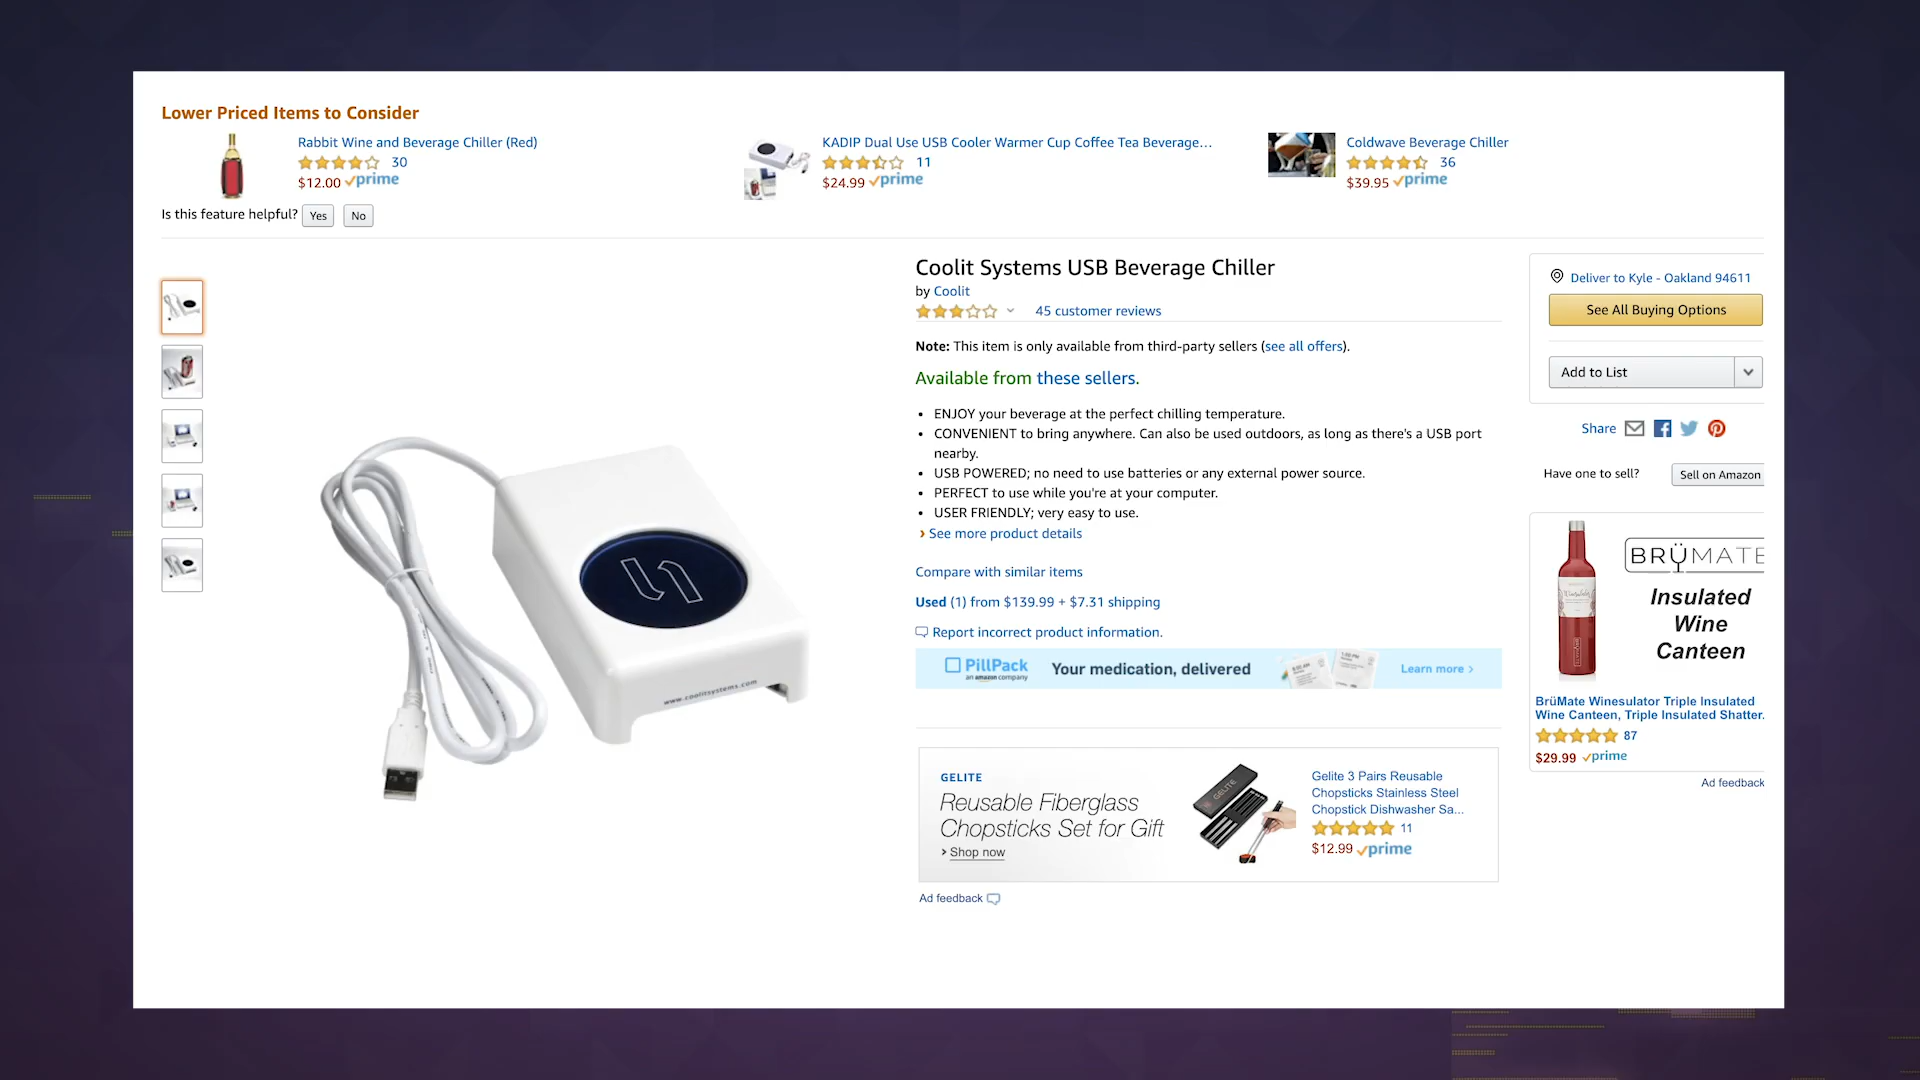 Lower Priced Items to Consider
Rabbit Wine and Beverage Chiller (Red)
30
$12.00 prime
KADIP Dual Use USB Cooler Warmer Cup Coffee Tea Beverage…
11
$24.99 prime
Coldwave Beverage Chiller
36
$39.95 prime
Is this feature helpful? Yes No
Coolit Systems USB Beverage Chiller
by Coolit
45 customer reviews
Note: This item is only available from third-party sellers (see all offers).
Available from these sellers.
• ENJOY your beverage at the perfect chilling temperature.
• CONVENIENT to bring anywhere. Can also be used outdoors, as long as there's a USB port
nearby.
• USB POWERED; no need to use batteries or any external power source.
• PERFECT to use while you're at your computer.
• USER FRIENDLY; very easy to use.
› See more product details
Compare with similar items
Used (1) from $139.99 + $7.31 shipping
Report incorrect product information.
PillPack
an amazon company
Your medication, delivered
Learn more ›
www.coolitsystems.com
GELITE
Reusable Fiberglass
Chopsticks Set for Gift
› Shop now
GELITE
Gelite 3 Pairs Reusable
Chopsticks Stainless Steel
Chopstick Dishwasher Sa...
11
$12.99 prime
Ad feedback
Deliver to Kyle - Oakland 94611
See All Buying Options
Add to List
Share
Have one to sell? Sell on Amazon
BRÜMATE
Insulated
Wine
Canteen
BrüMate Winesulator Triple Insulated
Wine Canteen, Triple Insulated Shatter.
87
$29.99 prime
Ad feedback